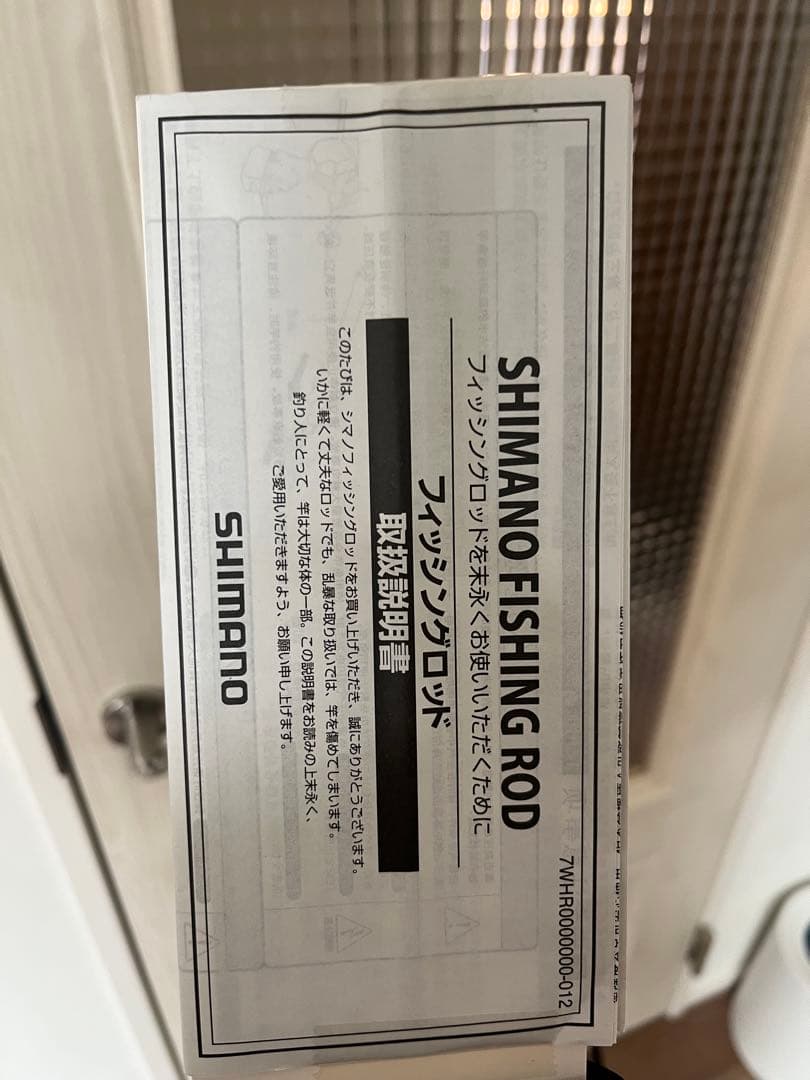 7WHR0000000-012
SHIMANO FISHING ROD
フィッシングロッドを末永くお使いいただくために
フィッシングロッド
取扱説明書
このたびは、シマノフィッシングロッドをお買い上げいただき、誠にありがとうございます。
いかに軽くて丈夫なロッドでも、乱暴な取り扱いでは、竿を傷めてしまいます。
釣り人にとって、竿は大切な体の一部。この説明書をお読みの上末永く、
ご愛用いただきますよう、お願い申し上げます。
SHIMANO